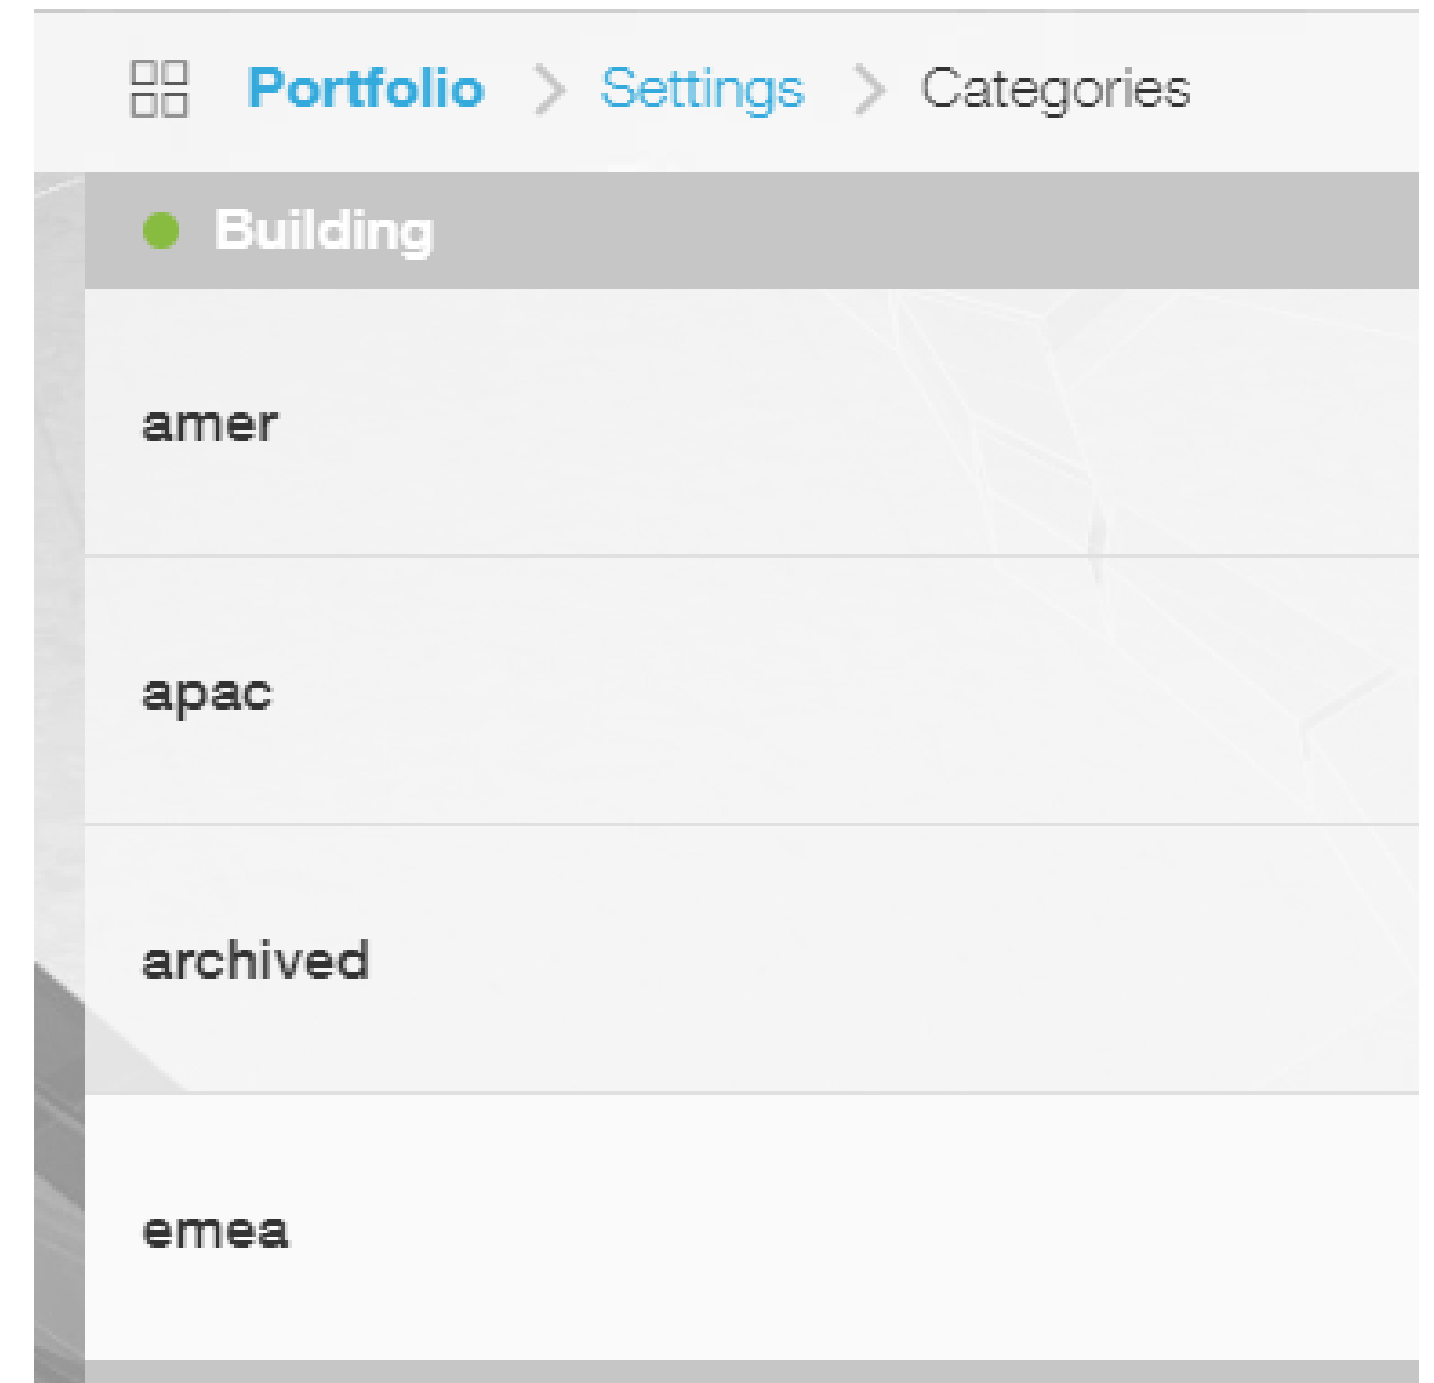 Portfolio > Settings > Categories
Building
amer
apac
archived
emea